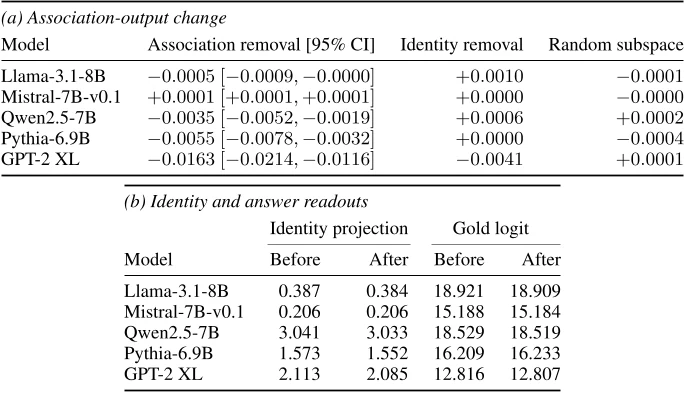 (a) Association-output change
Model Association removal [95% CI] Identity removal Random subspace
Llama-3.1-8B −0.0005 [−0.0009, −0.0000] +0.0010 −0.0001
Mistral-7B-v0.1 +0.0001 [+0.0001, +0.0001] +0.0000 −0.0000
Qwen2.5-7B −0.0035 [−0.0052, −0.0019] +0.0006 +0.0002
Pythia-6.9B −0.0055 [−0.0078, −0.0032] +0.0000 −0.0004
GPT-2 XL −0.0163 [−0.0214, −0.0116] −0.0041 +0.0001
(b) Identity and answer readouts
Identity projection Gold logit
Model Before After Before After
Llama-3.1-8B 0.387 0.384 18.921 18.909
Mistral-7B-v0.1 0.206 0.206 15.188 15.184
Qwen2.5-7B 3.041 3.033 18.529 18.519
Pythia-6.9B 1.573 1.552 16.209 16.233
GPT-2 XL 2.113 2.085 12.816 12.807